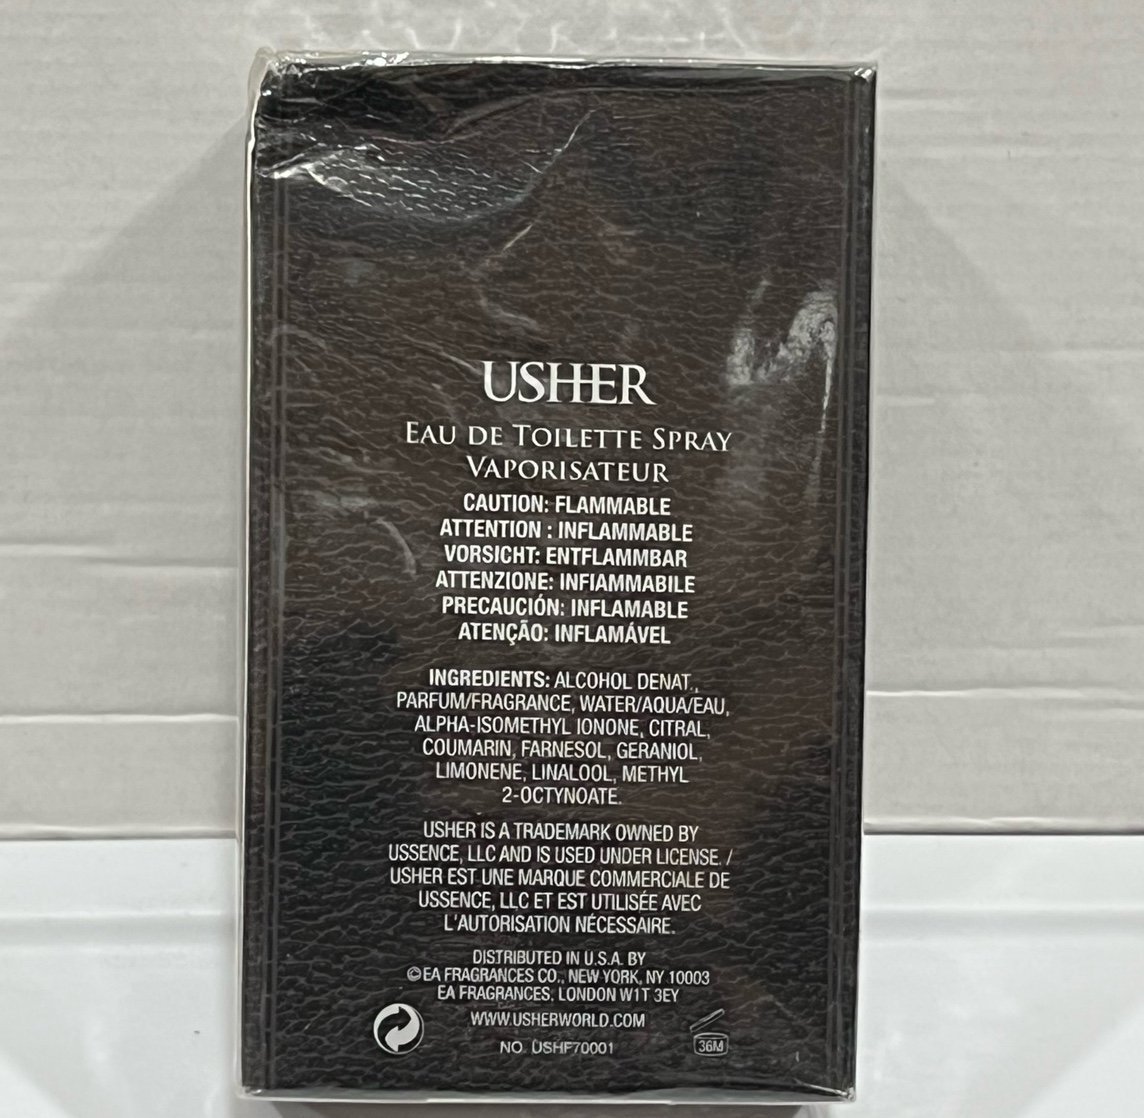 USHER
EAU DE TOILETTE SPRAY
VAPORISATEUR
CAUTION: FLAMMABLE
ATTENTION : INFLAMMABLE
VORSICHT: ENTFLAMMBAR
ATTENZIONE: INFIAMMABILE
PRECAUCIÓN: INFLAMABLE
ATENÇÃO: INFLAMÁVEL
INGREDIENTS: ALCOHOL DENAT.,
PARFUM/FRAGRANCE, WATER/AQUA/EAU,
ALPHA-ISOMETHYL IONONE, CITRAL,
COUMARIN, FARNESOL, GERANIOL,
LIMONENE, LINALOOL, METHYL
2-OCTYNOATE.
USHER IS A TRADEMARK OWNED BY
USSENCE, LLC AND IS USED UNDER LICENSE. /
USHER EST UNE MARQUE COMMERCIALE DE
USSENCE, LLC ET EST UTILISÉE AVEC
L'AUTORISATION NÉCESSAIRE.
DISTRIBUTED IN U.S.A. BY
©EA FRAGRANCES CO., NEW YORK, NY 10003
EA FRAGRANCES, LONDON W1T 3EY
WWW.USHERWORLD.COM
NO. USHF70001
36M